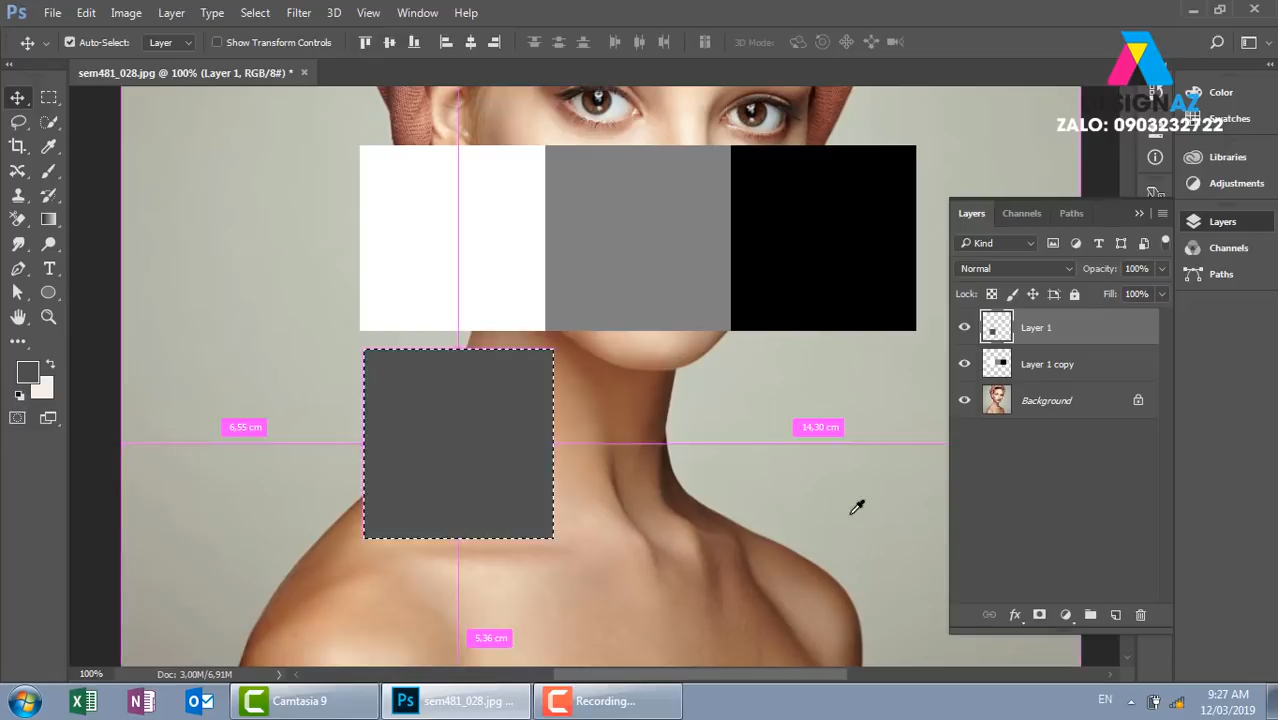 Ps File Edit Image Layer Type Select Filter 3D View Window Help
Auto-Select: Layer Show Transform Controls 3D Mode:
sem481_028.jpg @ 100% (Layer 1, RGB/8#) *
Color
Swatches
ZALO: 0903232722
Libraries
Adjustments
Layers
Channels
Paths
Layers Channels Paths
Kind
Normal Opacity: 100%
Lock: Fill: 100%
Layer 1
Layer 1 copy
Background
6,55 cm
14,30 cm
5,36 cm
100% Doc: 3,00M/6,91M
Camtasia 9
Ps sem481_028.jpg ...
Recording...
EN
9:27 AM
12/03/2019